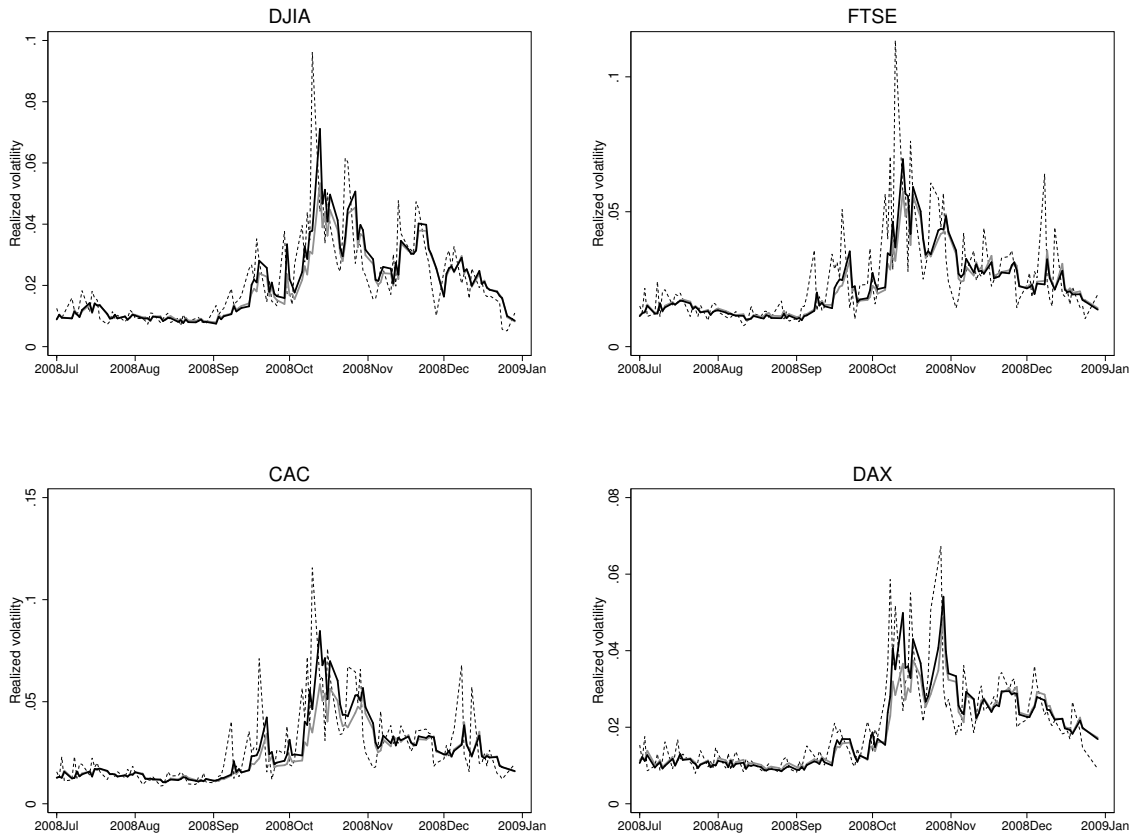 DJIA
Realized volatility
.1
.08
.06
.04
.02
0
2008Jul 2008Aug 2008Sep 2008Oct 2008Nov 2008Dec 2009Jan
FTSE
Realized volatility
.1
.05
0
2008Jul 2008Aug 2008Sep 2008Oct 2008Nov 2008Dec 2009Jan
CAC
Realized volatility
.15
.1
.05
0
2008Jul 2008Aug 2008Sep 2008Oct 2008Nov 2008Dec 2009Jan
DAX
Realized volatility
.08
.06
.04
.02
0
2008Jul 2008Aug 2008Sep 2008Oct 2008Nov 2008Dec 2009Jan